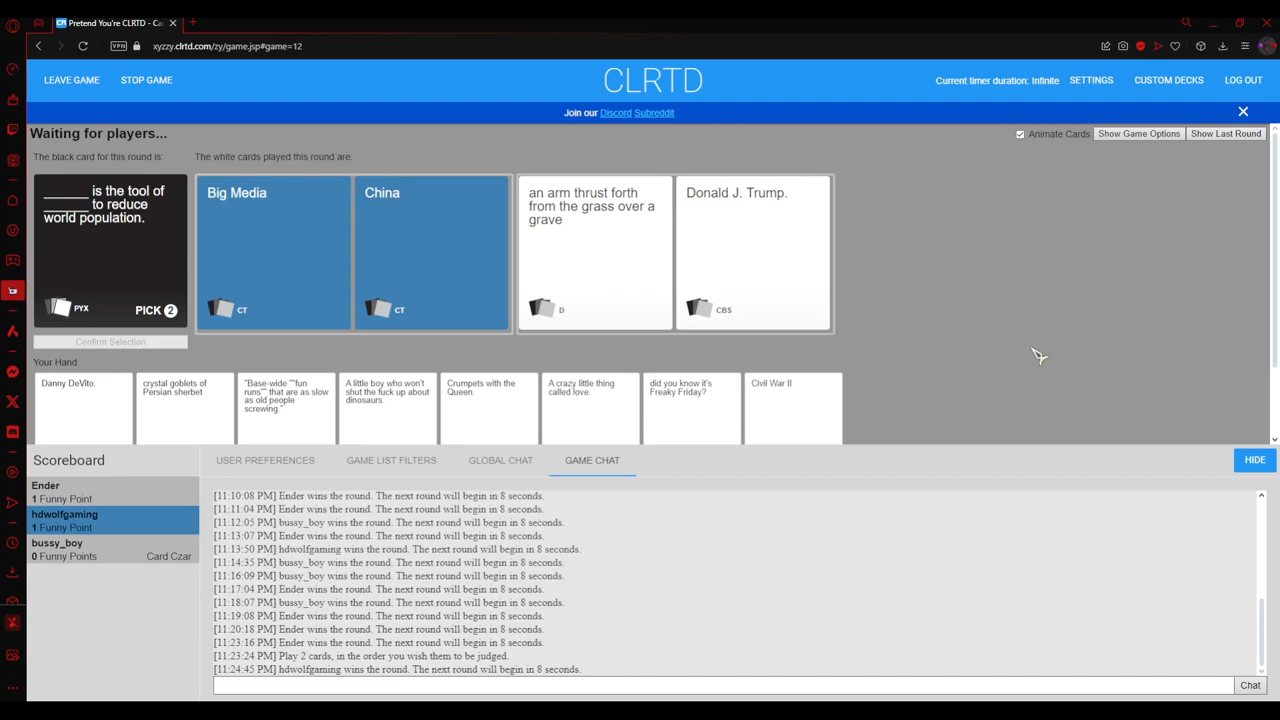 Pretend You're CLRTD - Ca
VPN
xyzzy.clrtd.com/zy/game.jsp#game=12
LEAVE GAME
STOP GAME
CLRTD
Current timer duration: Infinite
SETTINGS
CUSTOM DECKS
LOG OUT
Join our Discord Subreddit
Waiting for players...
Animate Cards
Show Game Options
Show Last Round
The black card for this round is:
The white cards played this round are:
_______ is the tool of
_______ to reduce
world population.
PYX
PICK 2
Big Media
CT
China
CT
an arm thrust forth
from the grass over a
grave
D
Donald J. Trump.
CBS
Confirm Selection
Your Hand
Danny DeVito.
crystal goblets of
Persian sherbet
"Base-wide ""fun
runs"" that are as slow
as old people
screwing."
A little boy who won't
shut the fuck up about
dinosaurs.
Crumpets with the
Queen.
A crazy little thing
called love.
did you know it's
Freaky Friday?
Civil War II
Scoreboard
USER PREFERENCES
GAME LIST FILTERS
GLOBAL CHAT
GAME CHAT
HIDE
Ender
1 Funny Point
hdwolfgaming
1 Funny Point
bussy_boy
0 Funny Points
Card Czar
[11:10:08 PM] Ender wins the round. The next round will begin in 8 seconds.
[11:11:04 PM] Ender wins the round. The next round will begin in 8 seconds.
[11:12:05 PM] bussy_boy wins the round. The next round will begin in 8 seconds.
[11:13:07 PM] Ender wins the round. The next round will begin in 8 seconds.
[11:13:50 PM] hdwolfgaming wins the round. The next round will begin in 8 seconds.
[11:14:35 PM] bussy_boy wins the round. The next round will begin in 8 seconds.
[11:16:09 PM] bussy_boy wins the round. The next round will begin in 8 seconds.
[11:17:04 PM] Ender wins the round. The next round will begin in 8 seconds.
[11:18:07 PM] bussy_boy wins the round. The next round will begin in 8 seconds.
[11:19:08 PM] Ender wins the round. The next round will begin in 8 seconds.
[11:20:18 PM] Ender wins the round. The next round will begin in 8 seconds.
[11:23:16 PM] Ender wins the round. The next round will begin in 8 seconds.
[11:23:24 PM] Play 2 cards, in the order you wish them to be judged.
[11:24:45 PM] hdwolfgaming wins the round. The next round will begin in 8 seconds.
Chat